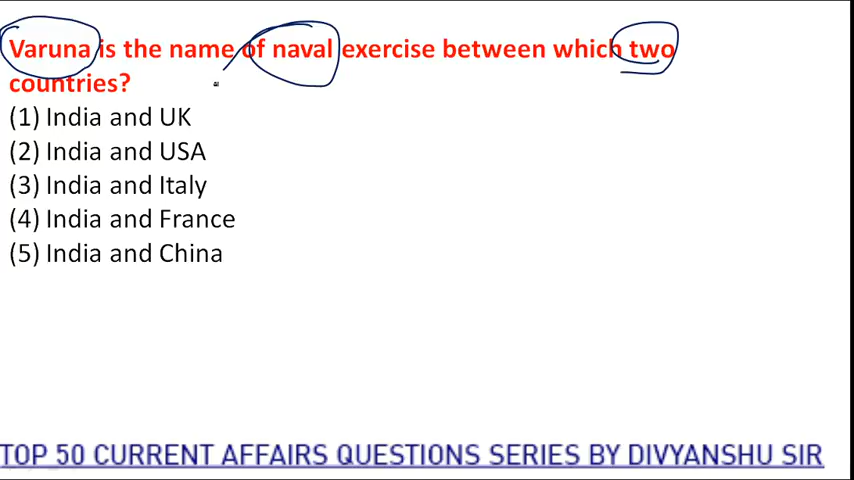 Varuna is the name of naval exercise between which two
countries?
(1) India and UK
(2) India and USA
(3) India and Italy
(4) India and France
(5) India and China
TOP 50 CURRENT AFFAIRS QUESTIONS SERIES BY DIVYANSHU SIR